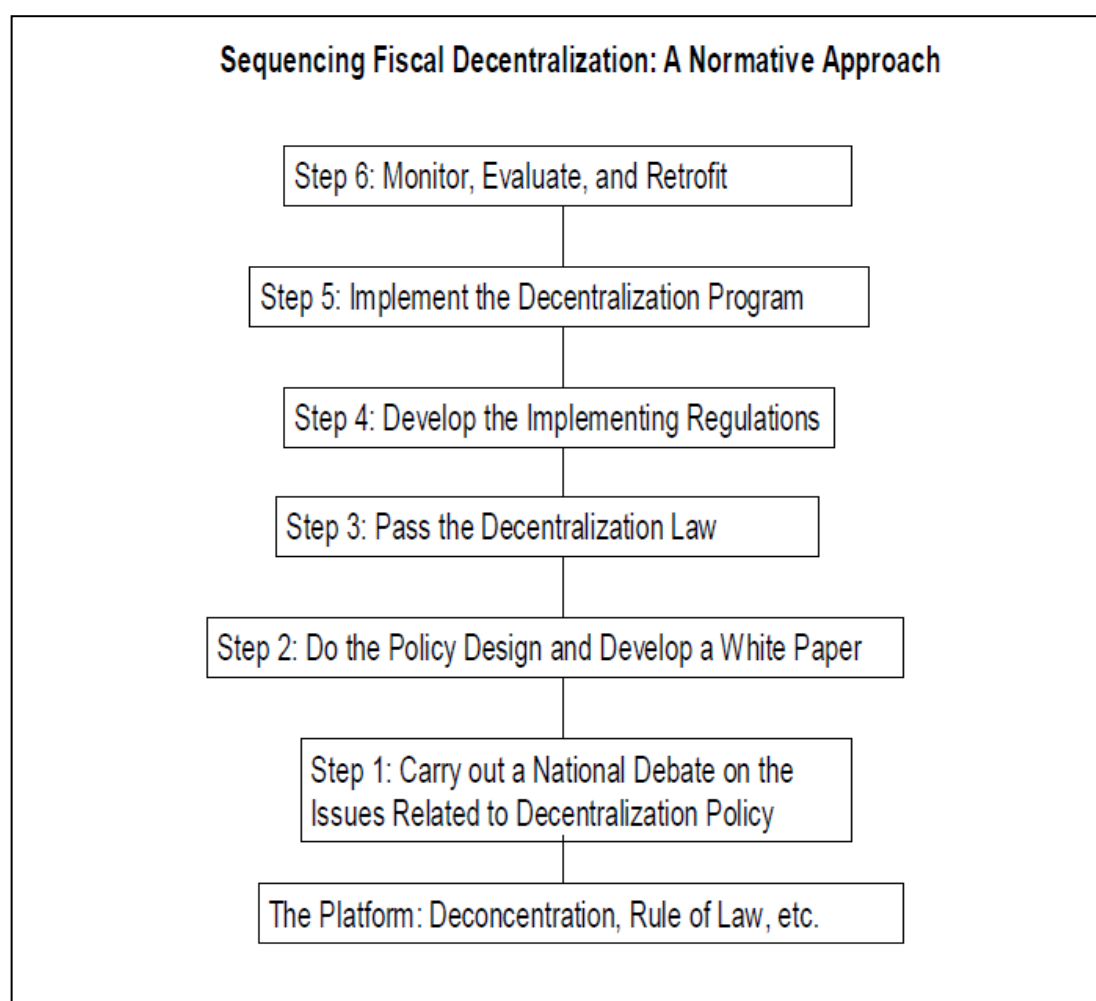 Sequencing Fiscal Decentralization: A Normative Approach
Step 6: Monitor, Evaluate, and Retrofit
Step 5: Implement the Decentralization Program
Step 4: Develop the Implementing Regulations
Step 3: Pass the Decentralization Law
Step 2: Do the Policy Design and Develop a White Paper
Step 1: Carry out a National Debate on the
Issues Related to Decentralization Policy
The Platform: Deconcentration, Rule of Law, etc.